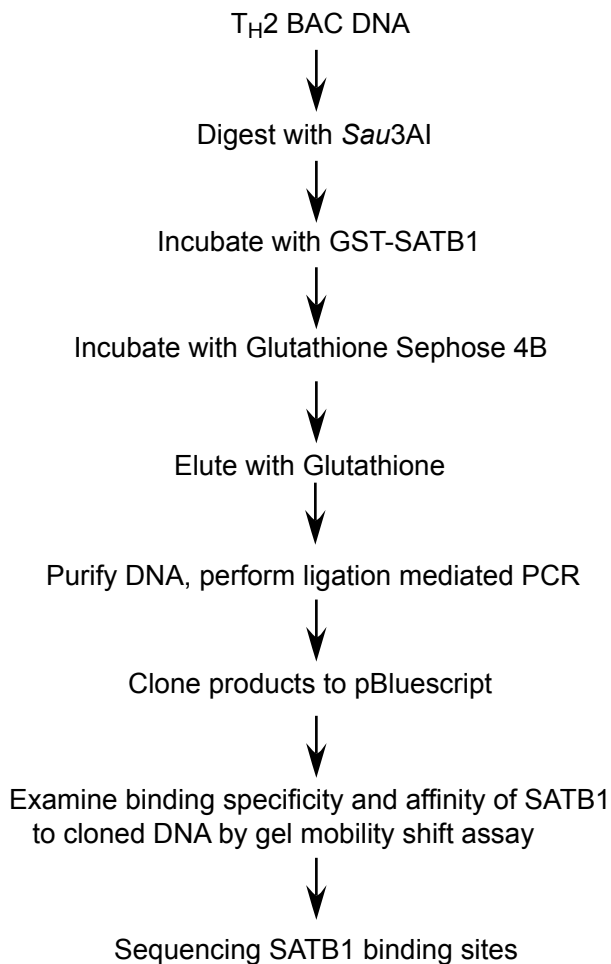 TH2 BAC DNA
Digest with Sau3AI
Incubate with GST-SATB1
Incubate with Glutathione Sephose 4B
Elute with Glutathione
Purify DNA, perform ligation mediated PCR
Clone products to pBluescript
Examine binding specificity and affinity of SATB1
to cloned DNA by gel mobility shift assay
Sequencing SATB1 binding sites